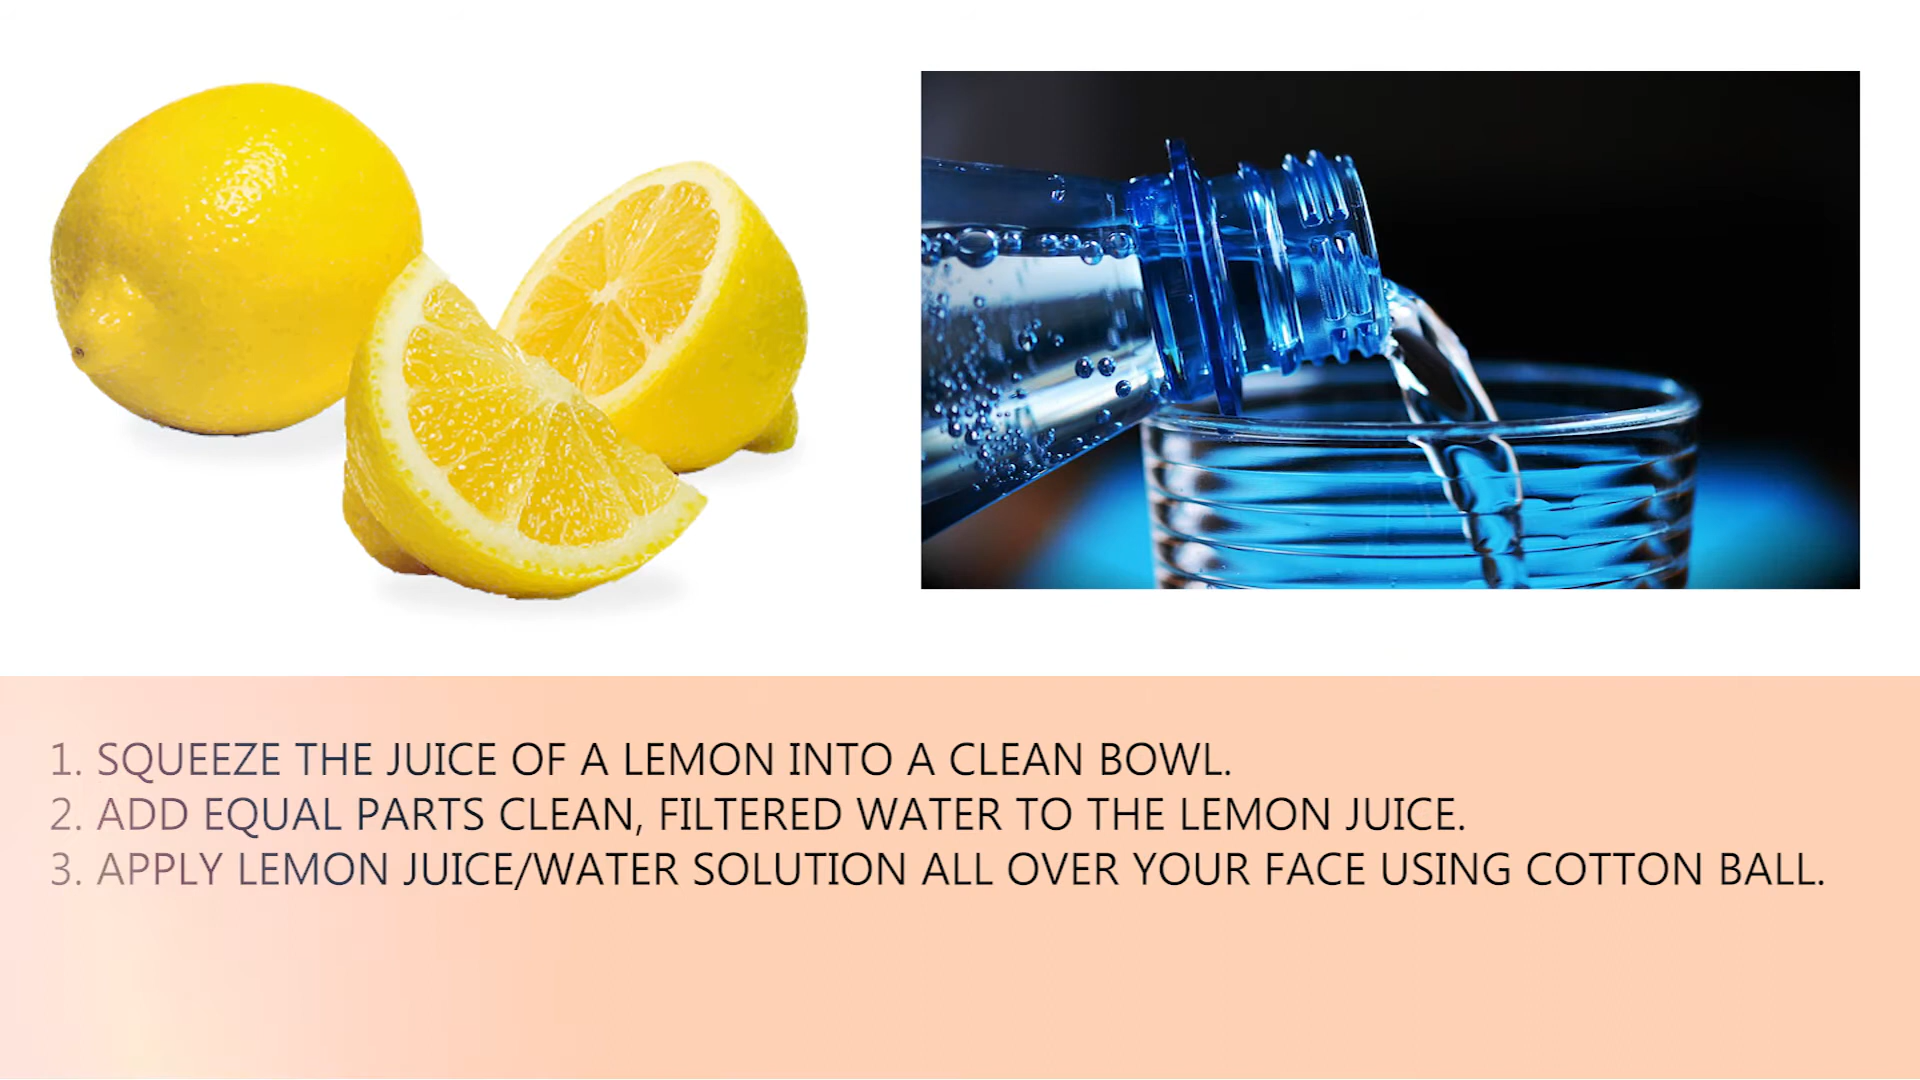 1. SQUEEZE THE JUICE OF A LEMON INTO A CLEAN BOWL.
2. ADD EQUAL PARTS CLEAN, FILTERED WATER TO THE LEMON JUICE.
3. APPLY LEMON JUICE/WATER SOLUTION ALL OVER YOUR FACE USING COTTON BALL.